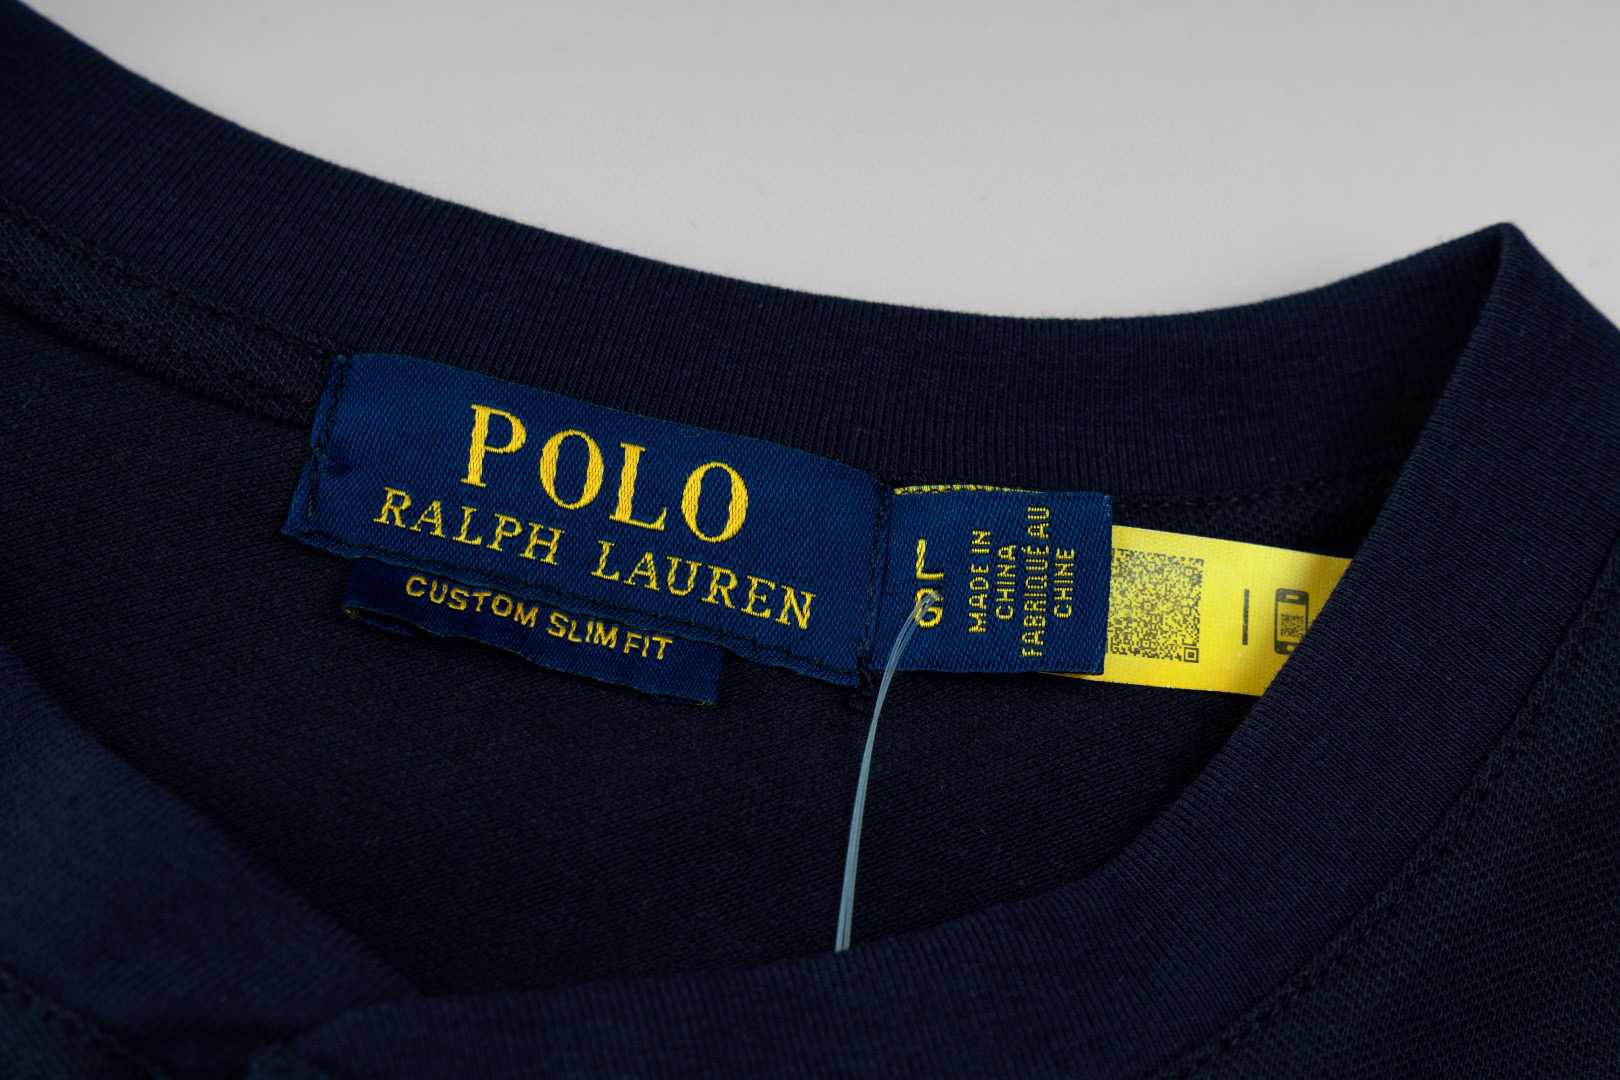 POLO
RALPH LAUREN
CUSTOM SLIM FIT
L
G
MADE IN
CHINA
FABRIQUÉ AU
CHINE